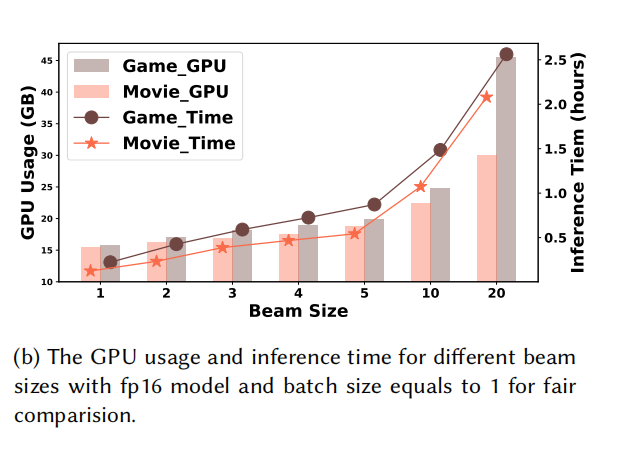 Game_GPU
Movie_GPU
Game_Time
Movie_Time
GPU Usage (GB)
45
40
35
30
25
20
15
10
2.5
2.0
1.5
1.0
0.5
Inference Tiem (hours)
1 2 3 4 5 10 20
Beam Size
(b) The GPU usage and inference time for different beam
sizes with fp16 model and batch size equals to 1 for fair
comparision.